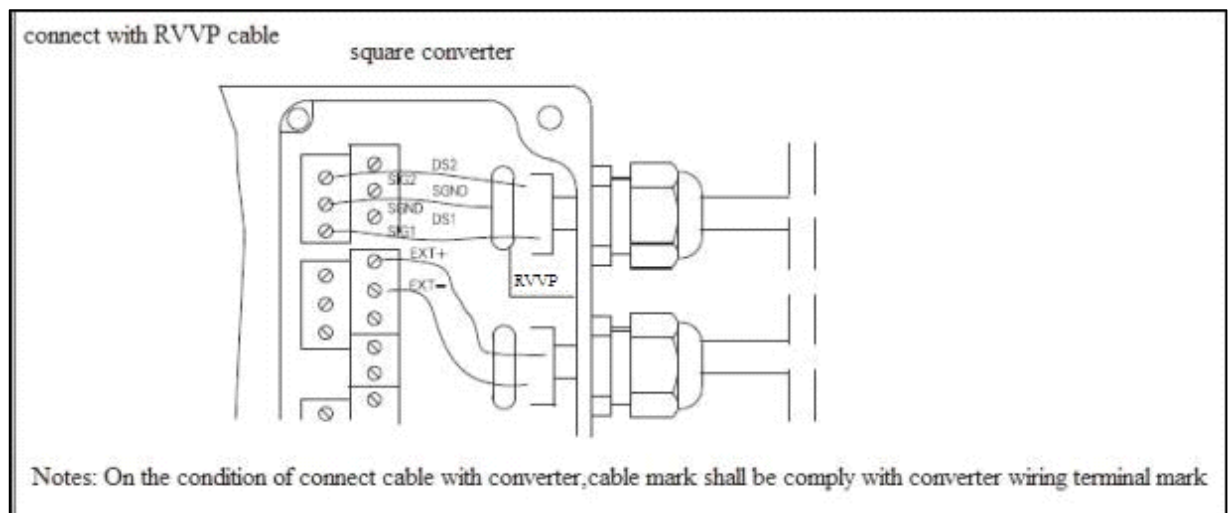 connect with RVVP cable
square converter
DS2
SIG2
SGND
SGND
DS1
SIG1
EXT+
EXT-
RVVP
Notes: On the condition of connect cable with converter,cable mark shall be comply with converter wiring terminal mark